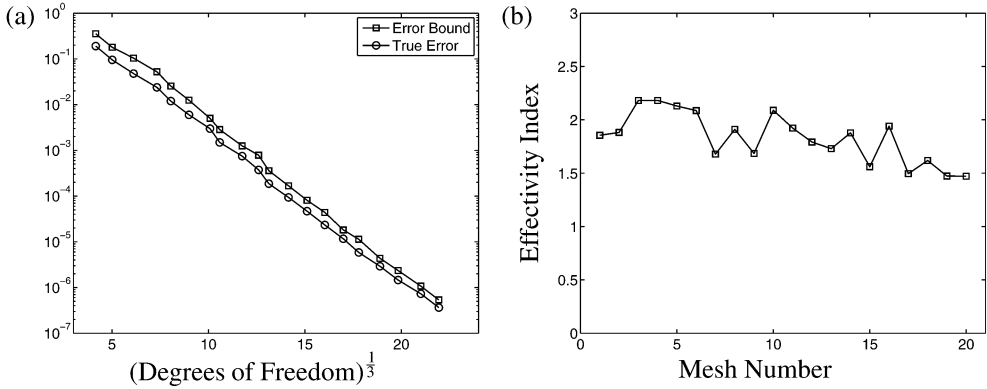 (a)
Error Bound
True Error
10^0
10^-1
10^-2
10^-3
10^-4
10^-5
10^-6
10^-7
5 10 15 20
(Degrees of Freedom)^1/3
(b)
3
2.5
2
1.5
1
0.5
0
Effectivity Index
0 5 10 15 20
Mesh Number